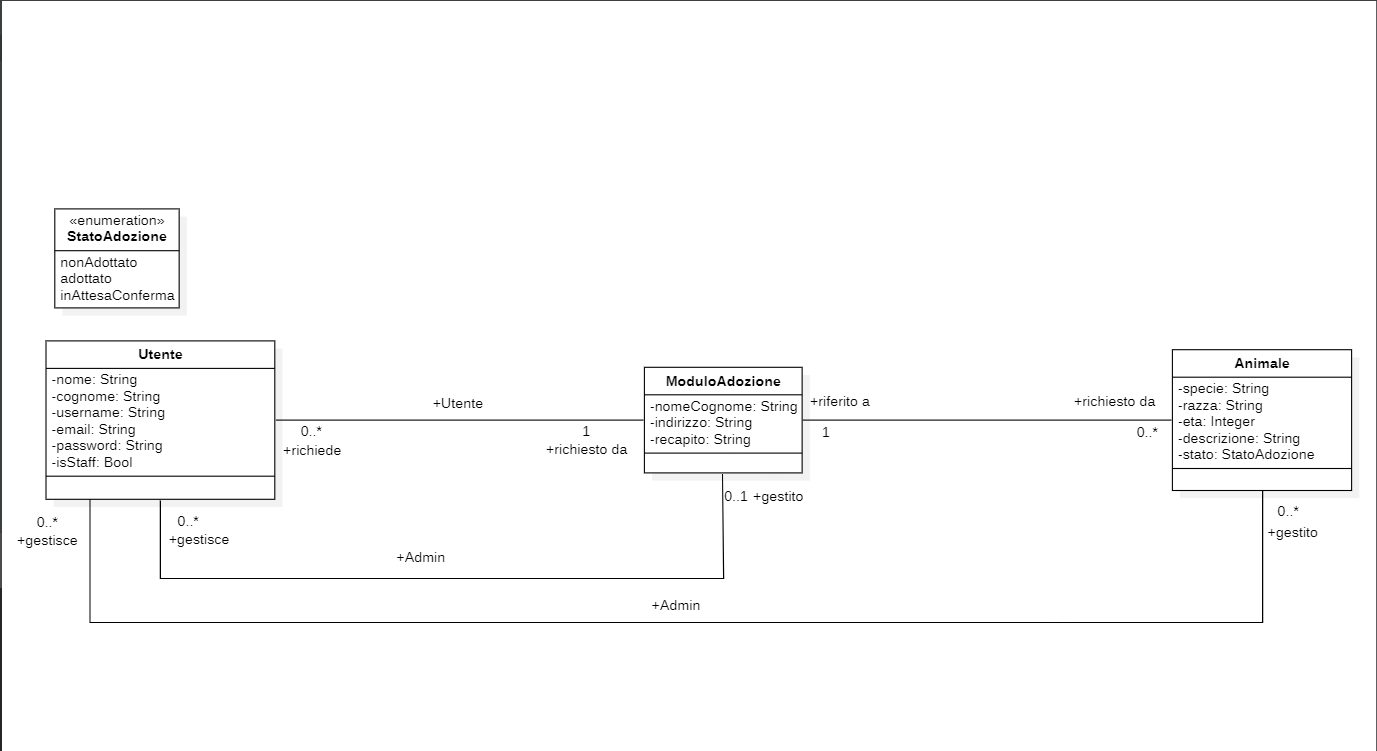 «enumeration»
StatoAdozione
nonAdottato
adottato
inAttesaConferma
Utente
-nome: String
-cognome: String
-username: String
-email: String
-password: String
-isStaff: Bool
+Utente
0..*
+richiede
1
+richiesto da
ModuloAdozione
-nomeCognome: String
-indirizzo: String
-recapito: String
+riferito a
1
+richiesto da
0..*
Animale
-specie: String
-razza: String
-eta: Integer
-descrizione: String
-stato: StatoAdozione
0..*
+gestisce
0..*
+gestisce
0..1 +gestito
0..*
+gestito
+Admin
+Admin